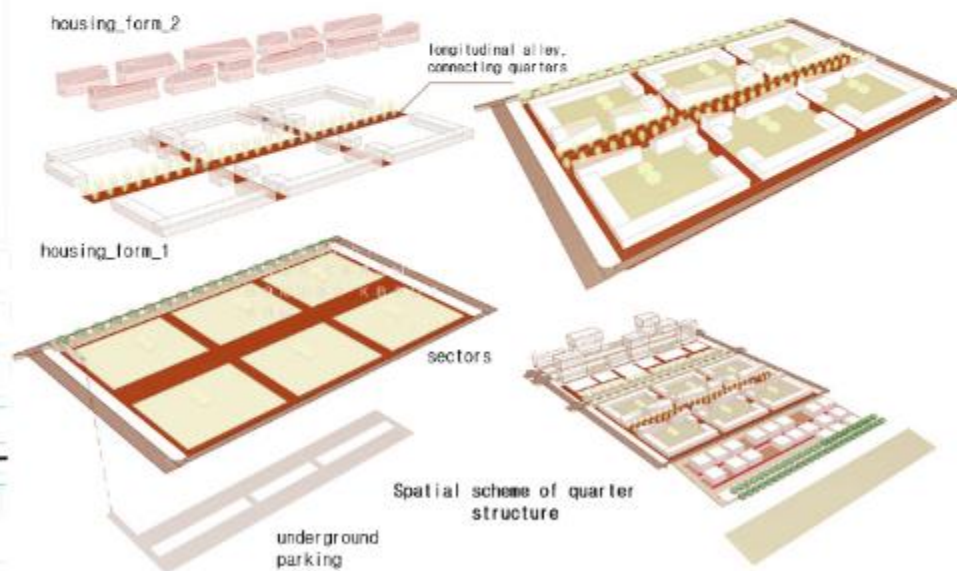 housing_form_2
longitudinal alley,
connecting quarters
housing_form_1
sectors
Spatial scheme of quarter
structure
underground
parking